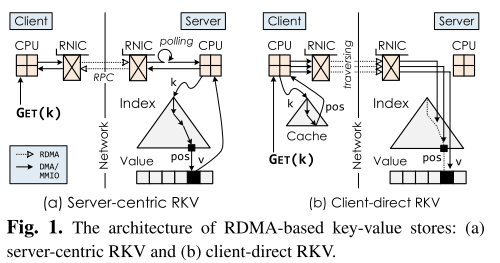 Client
Server
CPU
RNIC
RNIC
polling
CPU
RPC
k
GET(k)
Index
Network
RDMA
DMA/
MMIO
pos
v
Value
(a) Server-centric RKV
Client
Server
CPU
RNIC
traversing
RNIC
CPU
k
pos
Cache
GET(k)
Network
Index
pos
v
Value
(b) Client-direct RKV
Fig. 1. The architecture of RDMA-based key-value stores: (a)
server-centric RKV and (b) client-direct RKV.